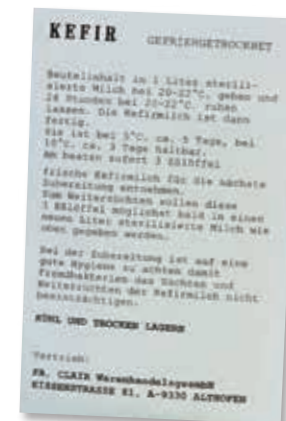 KEFIR GEFRIERGETROCKNET
Beutelinhalt in 1 Liter sterili-
sierte Milch bei 20-22°C. geben und
24 Stunden bei 20-22°C. ruhen
lassen. Die Kefirmilch ist dann
fertig.
Sie ist bei 5°C. ca. 5 Tage, bei
10°C. ca. 3 Tage haltbar.
Am besten sofort 3 Eßlöffel
frische Kefirmilch für die nächste
Zubereitung entnehmen.
Zum Weiterzüchten sollen diese
3 Eßlöffel möglichst bald in einen
neuen Liter sterilisierte Milch wie
oben gegeben werden.
Bei der Zubereitung ist auf eine
gute Hygiene zu achten damit
Fremdbakterien das Züchten und
Weiterzüchten der Kefirmilch nicht
beeinträchtigen.
KÜHL UND TROCKEN LAGERN
Vertrieb:
FA. CLAIR WarenhandelsgesmbH
61, A-9330 ALTHOFEN